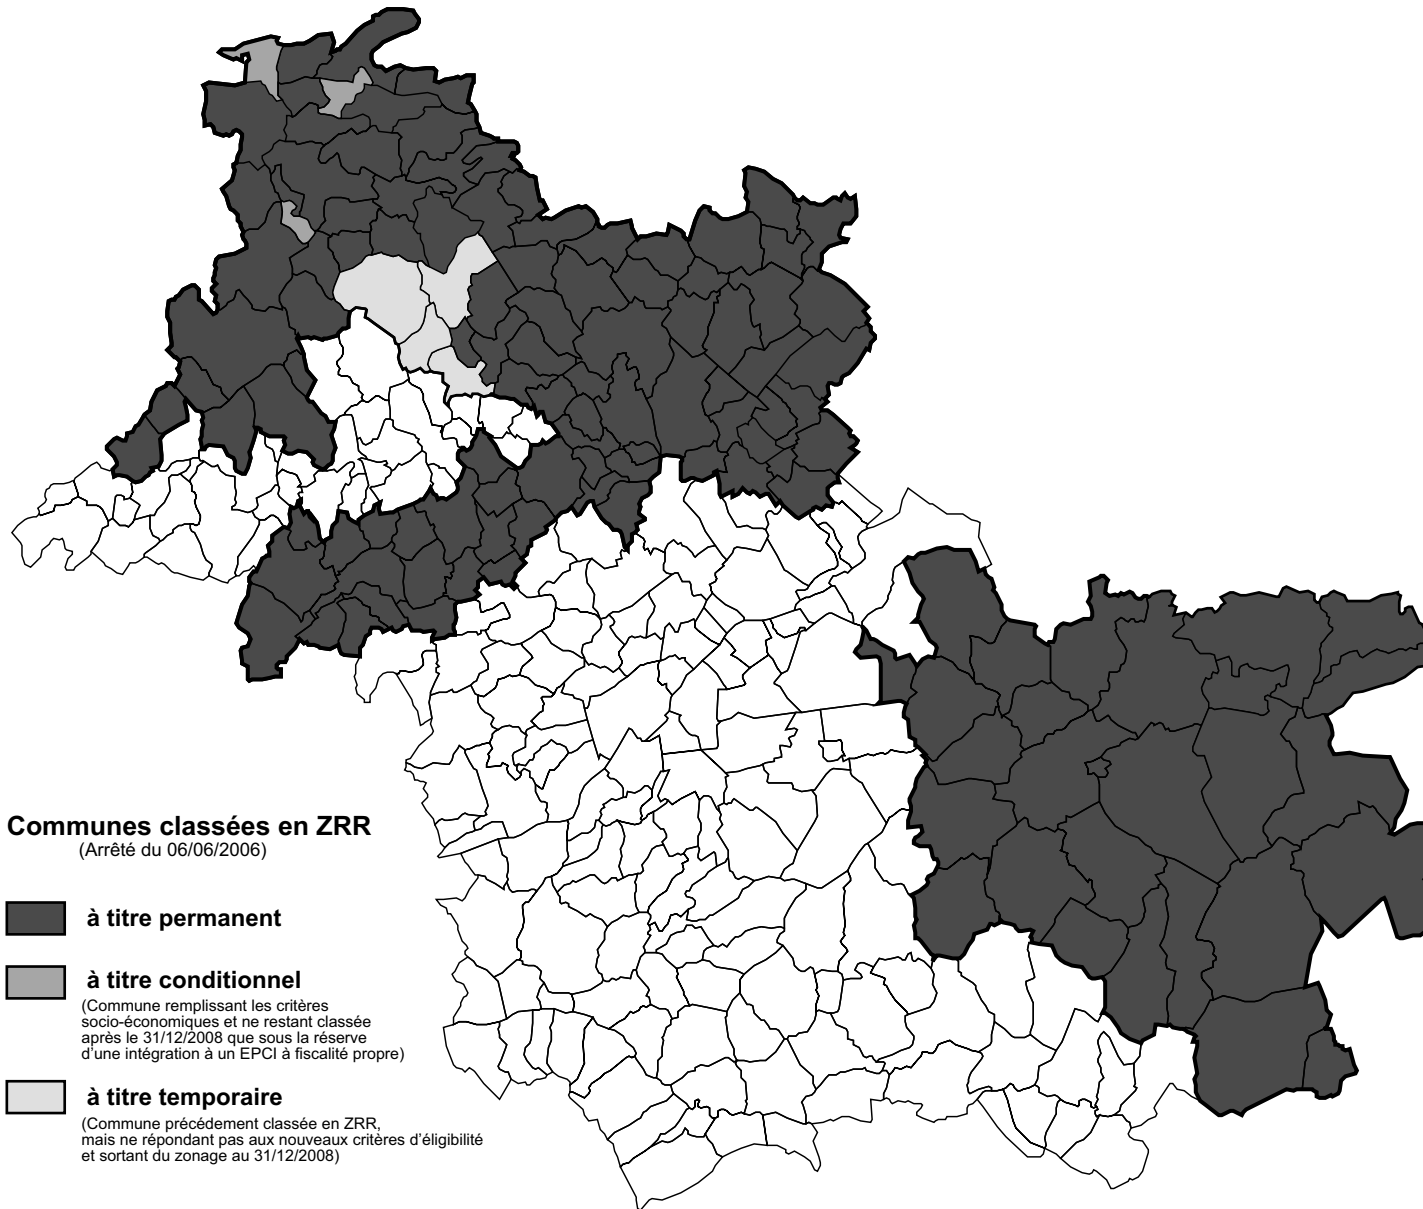 Communes classées en ZRR
(Arrêté du 06/06/2006)
à titre permanent
à titre conditionnel
(Commune remplissant les critères
socio-économiques et ne restant classée
après le 31/12/2008 que sous la réserve
d'une intégration à un EPCI à fiscalité propre)
à titre temporaire
(Commune précédement classée en ZRR,
mais ne répondant pas aux nouveaux critères d'éligibilité
et sortant du zonage au 31/12/2008)